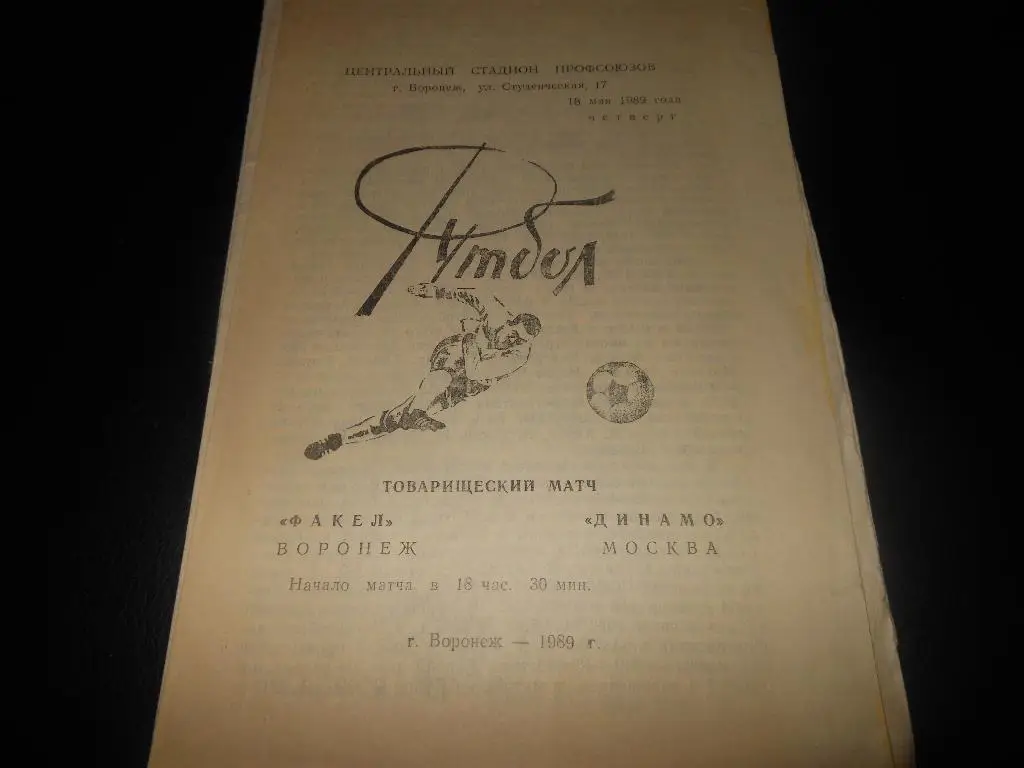 ЦЕНТРАЛЬНЫЙ СТАДИОН ПРОФСОЮЗОВ
г. Воронеж, ул. Студенческая, 17
18 мая 1989 года
четверг
Футбол
ТОВАРИЩЕСКИЙ МАТЧ
«ФАКЕЛ» «ДИНАМО»
ВОРОНЕЖ МОСКВА
Начало матча в 18 час. 30 мин.
г. Воронеж — 1989 г.